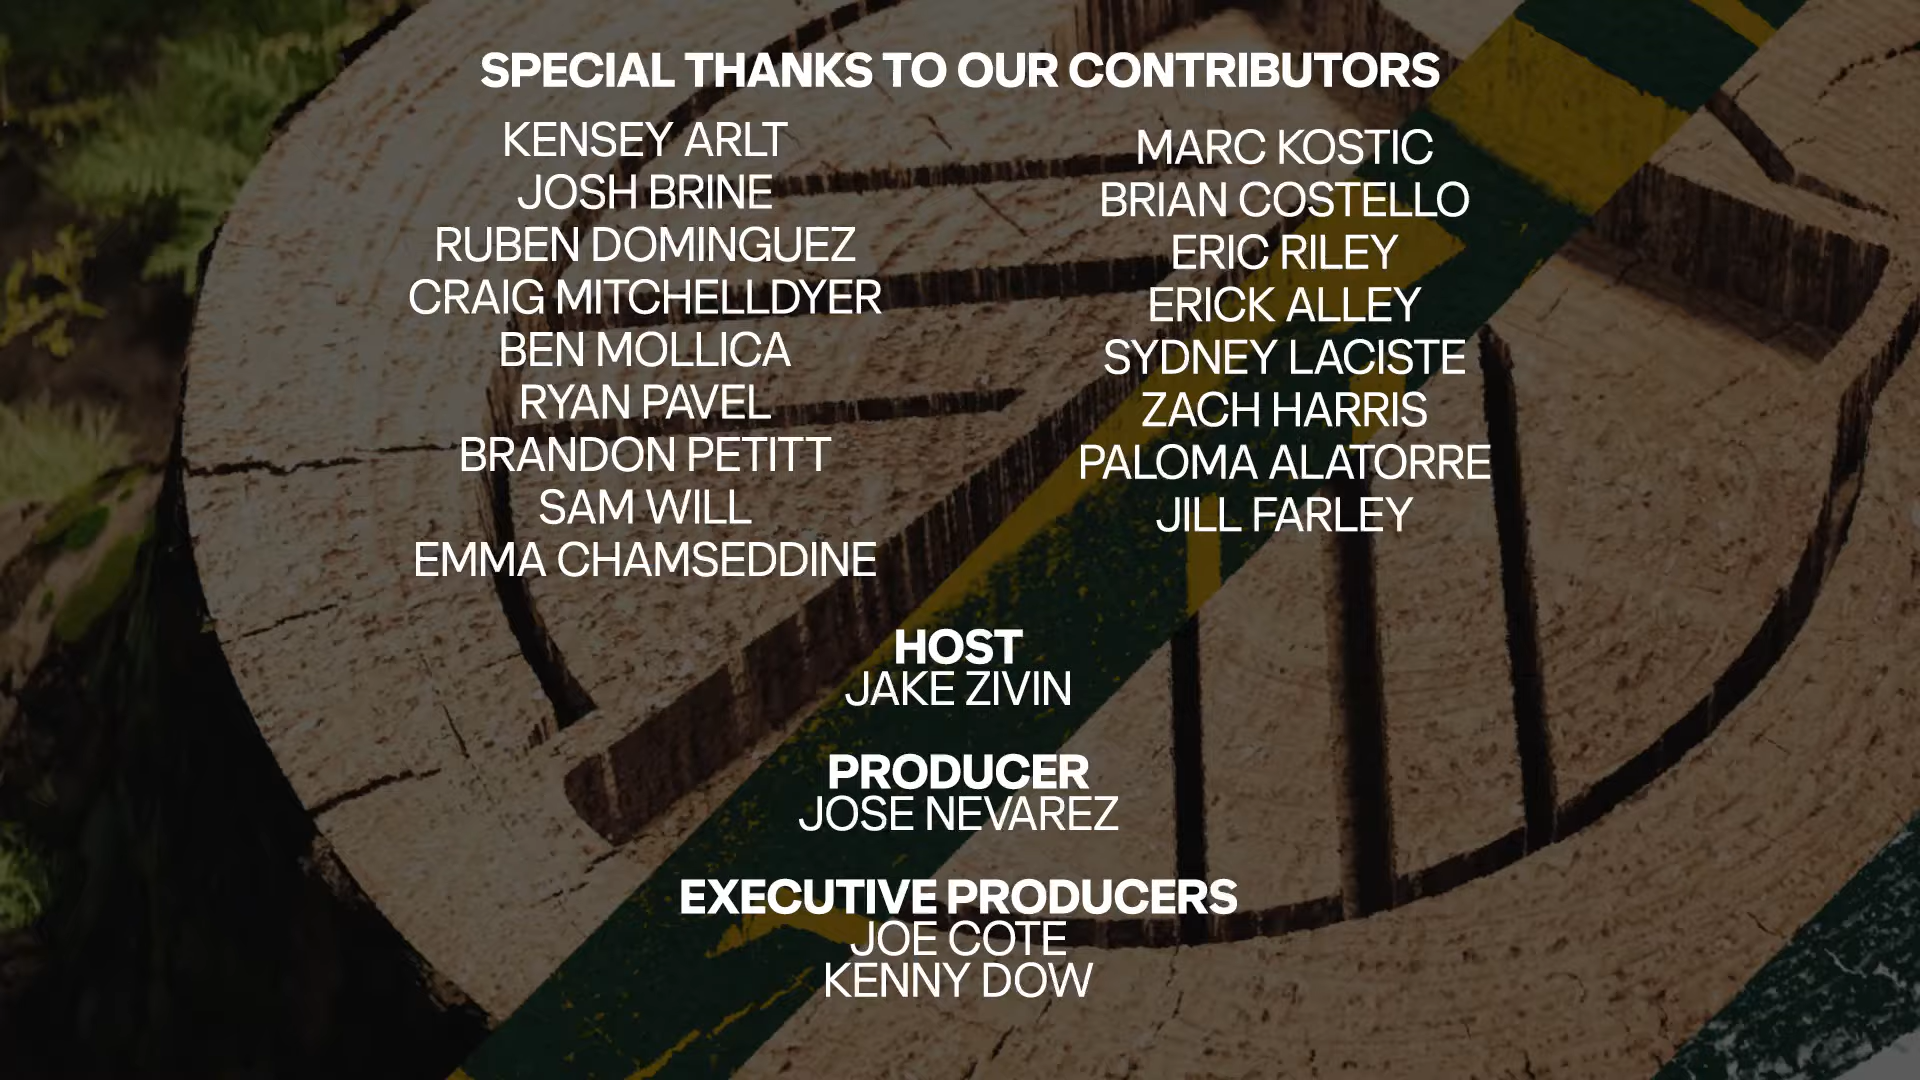 SPECIAL THANKS TO OUR CONTRIBUTORS
KENSEY ARLT
JOSH BRINE
RUBEN DOMINGUEZ
CRAIG MITCHELLDYER
BEN MOLLICA
RYAN PAVEL
BRANDON PETITT
SAM WILL
EMMA CHAMSEDDINE
MARC KOSTIC
BRIAN COSTELLO
ERIC RILEY
ERICK ALLEY
SYDNEY LACISTE
ZACH HARRIS
PALOMA ALATORRE
JILL FARLEY
HOST
JAKE ZIVIN
PRODUCER
JOSE NEVAREZ
EXECUTIVE PRODUCERS
JOE COTE
KENNY DOW